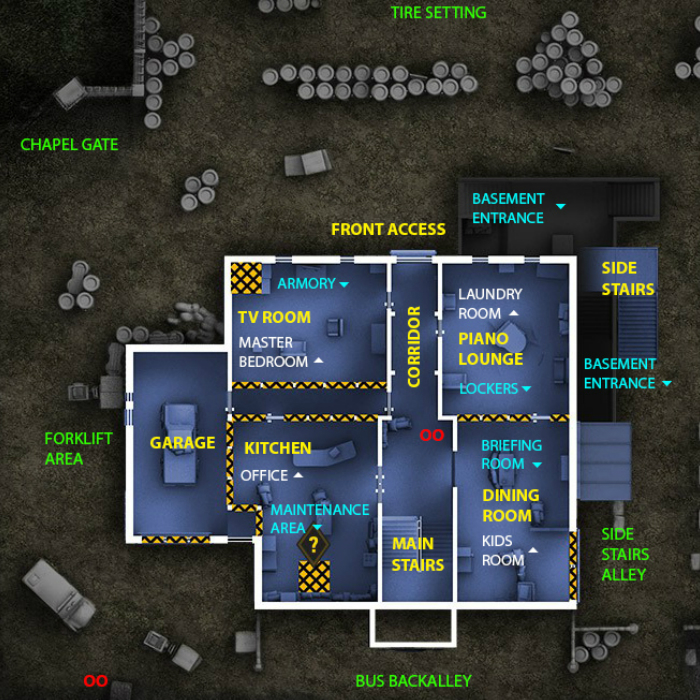 TIRE SETTING
CHAPEL GATE
BASEMENT
ENTRANCE
FRONT ACCESS
SIDE
STAIRS
ARMORY
LAUNDRY
ROOM
TV ROOM
MASTER
BEDROOM
CORRIDOR
PIANO
LOUNGE
BASEMENT
ENTRANCE
LOCKERS
FORKLIFT
AREA
GARAGE
KITCHEN
OFFICE
OO
BRIEFING
ROOM
DINING
ROOM
MAINTENANCE
AREA
?
MAIN
STAIRS
KIDS
ROOM
SIDE
STAIRS
ALLEY
OO
BUS BACKALLEY